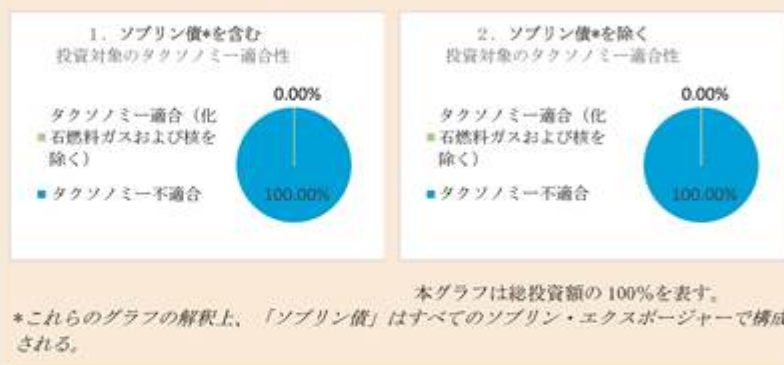 1. ソブリン債*を含む
投資対象のタクソノミー適合性
0.00%
タクソノミー適合（化
石燃料ガスおよび核を
除く）
タクソノミー不適合
100.00%
2. ソブリン債*を除く
投資対象のタクソノミー適合性
0.00%
タクソノミー適合（化
石燃料ガスおよび核を
除く）
タクソノミー不適合
100.00%
本グラフは総投資額の 100%を表す。
*これらのグラフの解釈上、「ソブリン債」はすべてのソブリン・エクスポージャーで構成
される。